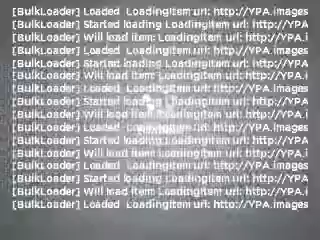 [BulkLoader] Loaded LoadingItem url: http://YPA.images
[BulkLoader] Started loading LoadingItem url: http://YPA
[BulkLoader] Will load item: LoadingItem url: http://YPA.i
[BulkLoader] Loaded LoadingItem url: http://YPA.images
[BulkLoader] Started loading LoadingItem url: http://YPA
[BulkLoader] Will load item: LoadingItem url: http://YPA.i
[BulkLoader] Loaded LoadingItem url: http://YPA.images
[BulkLoader] Started loading LoadingItem url: http://YPA
[BulkLoader] Will load item: LoadingItem url: http://YPA.i
[BulkLoader] Loaded LoadingItem url: http://YPA.images
[BulkLoader] Started loading LoadingItem url: http://YPA
[BulkLoader] Will load item: LoadingItem url: http://YPA.i
[BulkLoader] Loaded LoadingItem url: http://YPA.images
[BulkLoader] Started loading LoadingItem url: http://YPA
[BulkLoader] Will load item: LoadingItem url: http://YPA.i
[BulkLoader] Loaded LoadingItem url: http://YPA.images